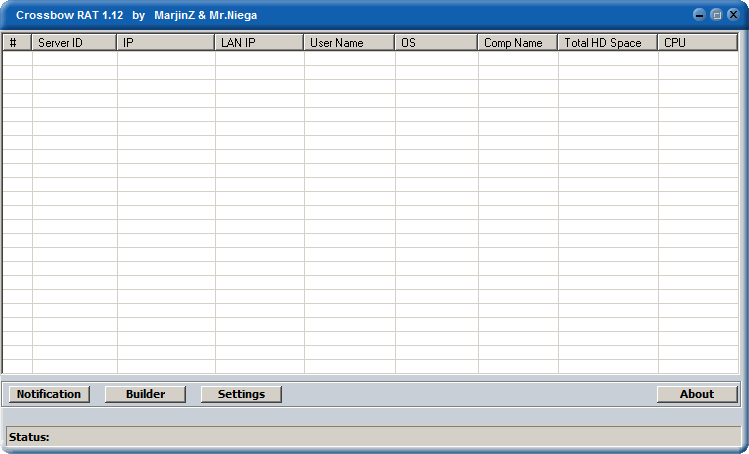 Crossbow RAT 1.12 by MarjinZ & Mr.Niega
# Server ID IP LAN IP User Name OS Comp Name Total HD Space CPU
Notification Builder Settings About
Status: